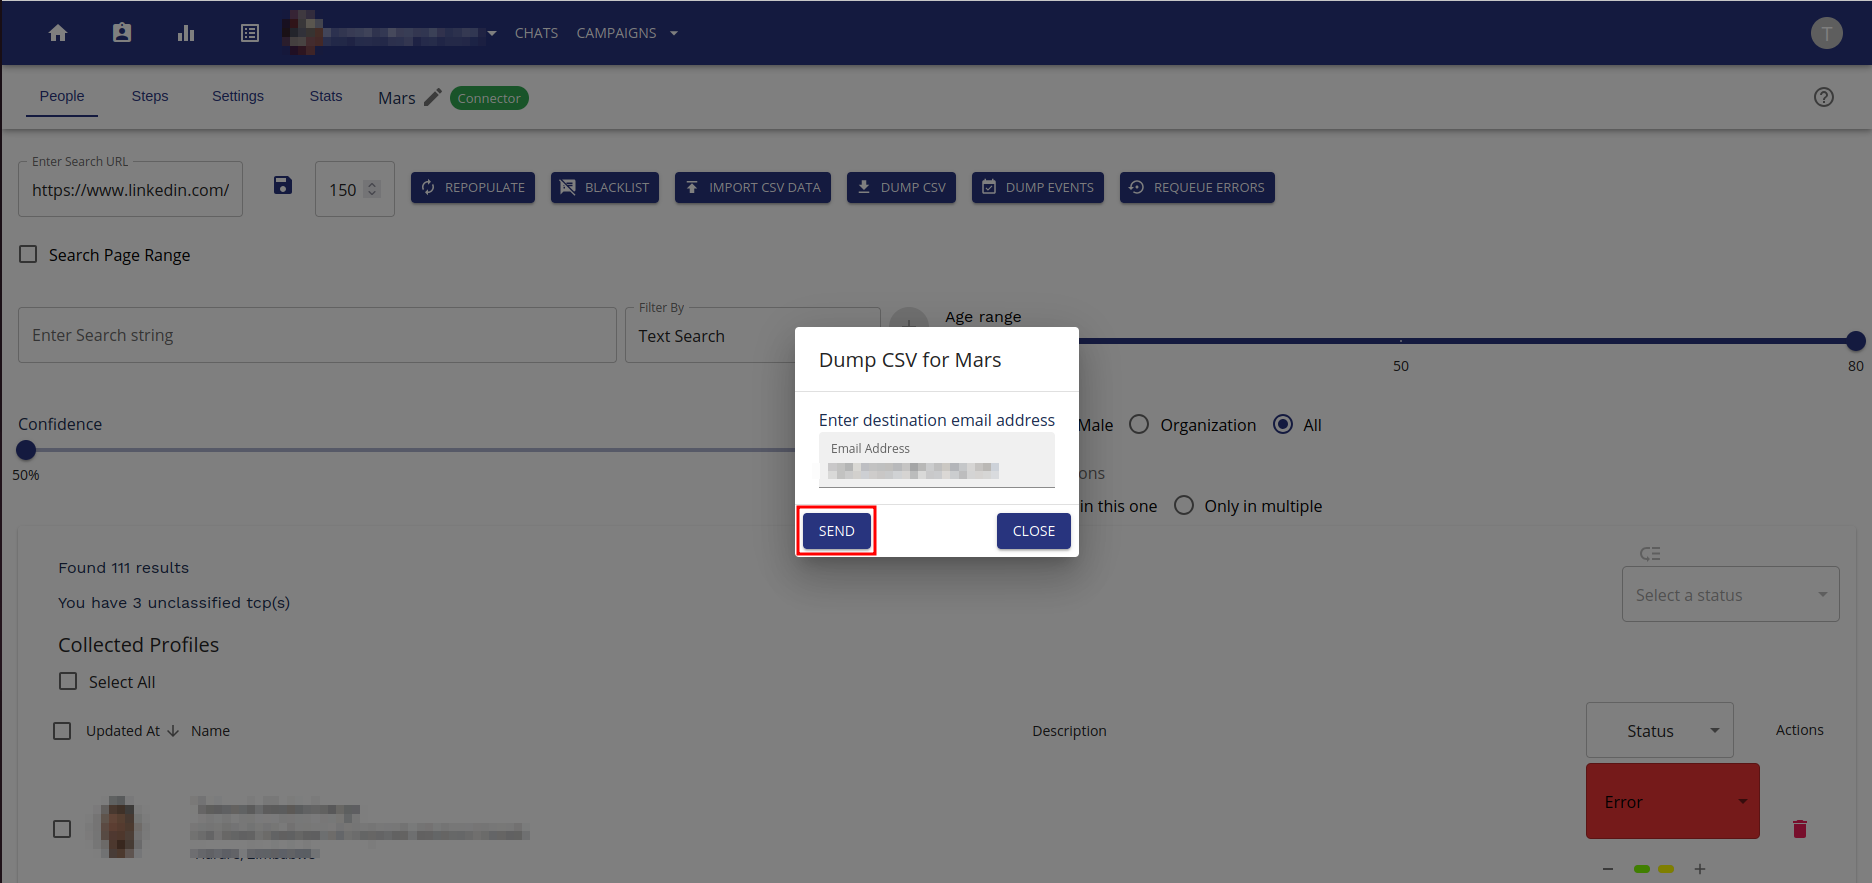 CHATS CAMPAIGNS T
People Steps Settings Stats Mars Connector
Enter Search URL
https://www.linkedin.com/ 150 REPOPULATE BLACKLIST IMPORT CSV DATA DUMP CSV DUMP EVENTS REQUEUE ERRORS
Search Page Range
Filter By
Age range
Enter Search string Text Search
50 80
Dump CSV for Mars
Enter destination email address
Email Address
SEND CLOSE
Confidence
50%
Male Organization All
ons
in this one Only in multiple
Found 111 results
You have 3 unclassified tcp(s)
Select a status
Collected Profiles
Select All
Updated At Name Description Status Actions
Error